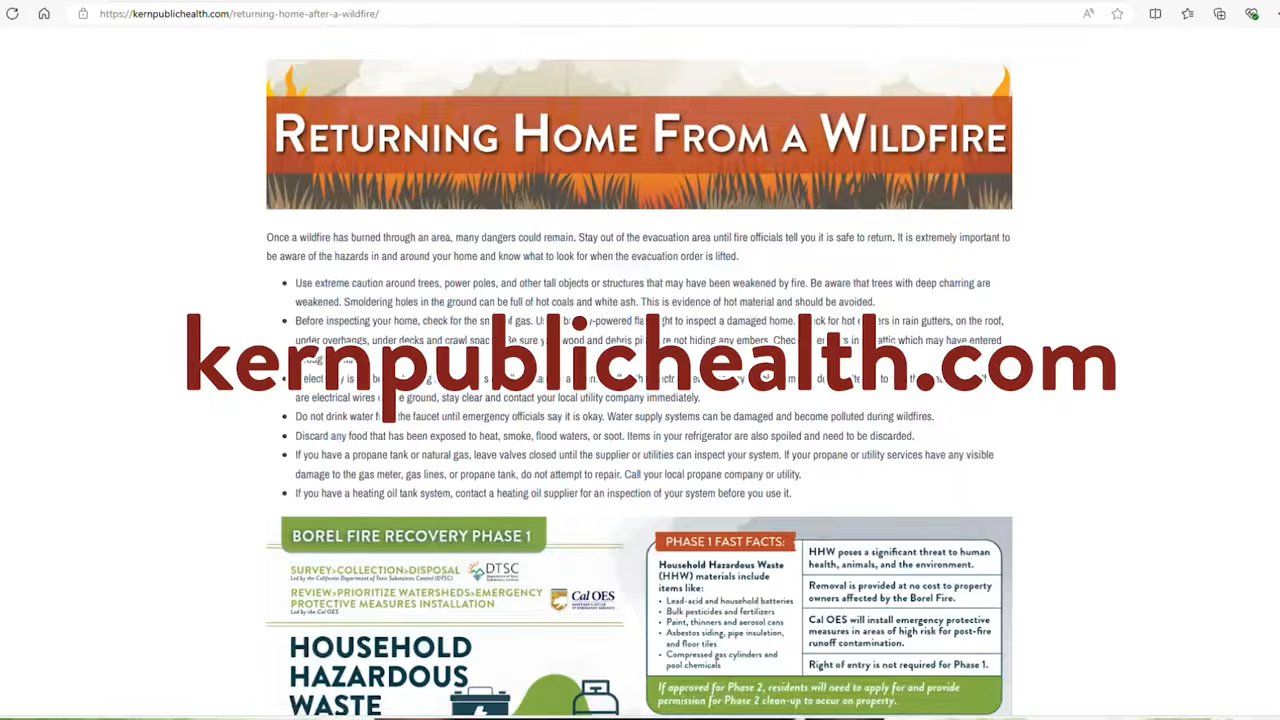 https://kernpublichealth.com/returning-home-after-a-wildfire/
RETURNING HOME FROM A WILDFIRE
Once a wildfire has burned through an area, many dangers could remain. Stay out of the evacuation area until fire officials tell you it is safe to return. It is extremely important to
be aware of the hazards in and around your home and know what to look for when the evacuation order is lifted.
Use extreme caution around trees, power poles, and other tall objects or structures that may have been weakened by fire. Be aware that trees with deep charring are
weakened. Smoldering holes in the ground can be full of hot coals and white ash. This is evidence of hot material and should be avoided.
Before inspecting your home, check for the of gas. to inspect a damaged home. for hot in rain gutters, on the roof,
under overhangs, under decks and crawl Be sure wood and debris not hiding any embers. which may have entered
kernpublichealth.com
are electrical wires ground, stay clear and contact your local utility company immediately.
Do not drink water the faucet until emergency officials say it is okay. Water supply systems can be damaged and become polluted during wildfires.
Discard any food that has been exposed to heat, smoke, flood waters, or soot. Items in your refrigerator are also spoiled and need to be discarded.
If you have a propane tank or natural gas, leave valves closed until the supplier or utilities can inspect your system. If your propane or utility services have any visible
damage to the gas meter, gas lines, or propane tank, do not attempt to repair. Call your local propane company or utility.
If you have a heating oil tank system, contact a heating oil supplier for an inspection of your system before you use it.
BOREL FIRE RECOVERY PHASE 1
SURVEY>COLLECTION>DISPOSAL
Led by the California Department of Toxic Substances Control (DTSC)
DTSC
REVIEW>PRIORITIZE WATERSHEDS>EMERGENCY
PROTECTIVE MEASURES INSTALLATION
Led by the Cal OES
Cal OES
HOUSEHOLD
HAZARDOUS
WASTE
PHASE 1 FAST FACTS:
Household Hazardous Waste
(HHW) materials include
items like:
• Lead-acid and household batteries
• Bulk pesticides and fertilizers
• Paint, thinners and aerosol cans
• Asbestos siding, pipe insulation,
and floor tiles
• Compressed gas cylinders and
pool chemicals
HHW poses a significant threat to human
health, animals, and the environment.
Removal is provided at no cost to property
owners affected by the Borel Fire.
Cal OES will install emergency protective
measures in areas of high risk for post-fire
runoff contamination.
Right of entry is not required for Phase 1.
If approved for Phase 2, residents will need to apply for and provide
permission for Phase 2 clean-up to occur on property.